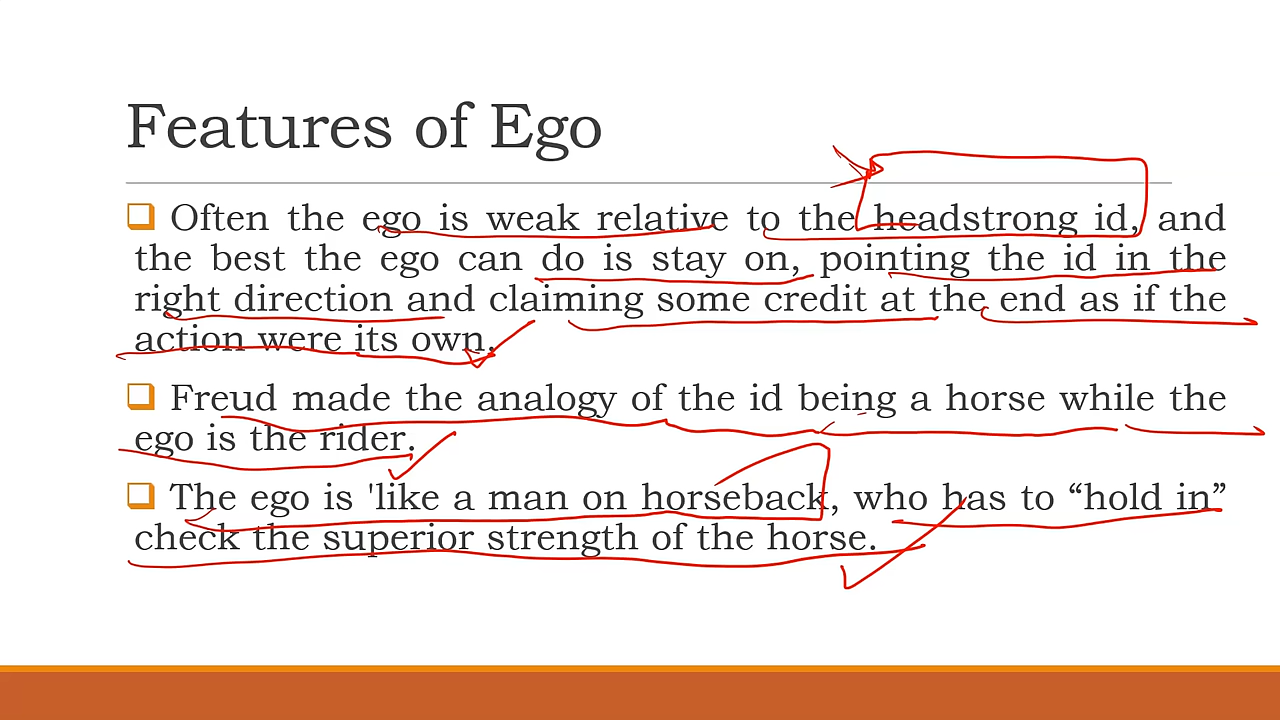 Features of Ego
Often the ego is weak relative to the headstrong id, and
the best the ego can do is stay on, pointing the id in the
right direction and claiming some credit at the end as if the
action were its own.
Freud made the analogy of the id being a horse while the
ego is the rider.
The ego is 'like a man on horseback, who has to “hold in”
check the superior strength of the horse.